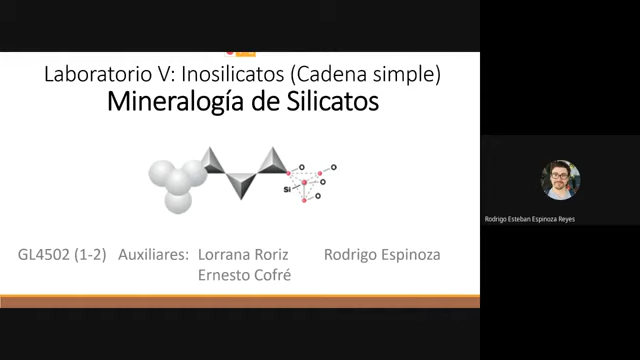 Laboratorio V: Inosilicatos (Cadena simple)
Mineralogía de Silicatos
O
O
Si
O
O
GL4502 (1-2) Auxiliares: Lorrana Roriz Rodrigo Espinoza
Ernesto Cofré
Rodrigo Esteban Espinoza Reyes